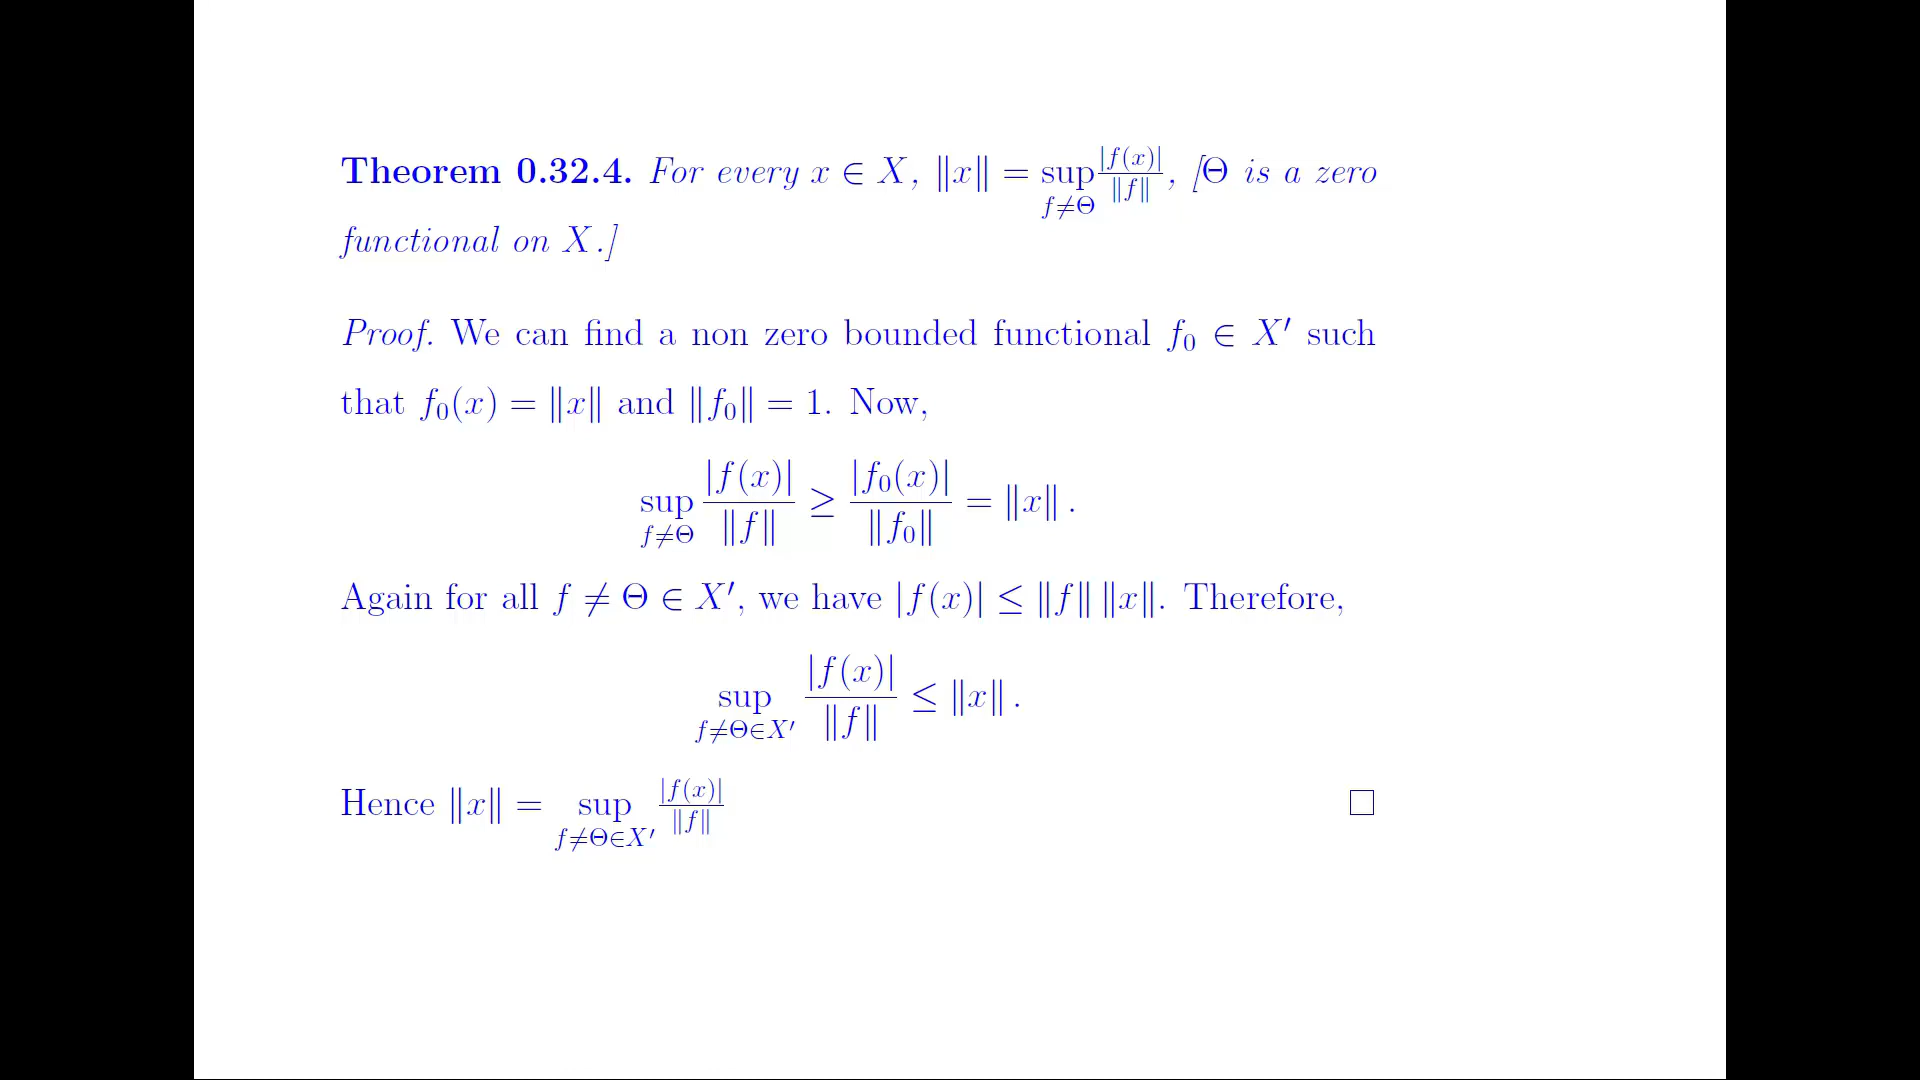 Theorem 0.32.4. For every x ∈ X, ‖x‖ = sup_{f≠Θ} |f(x)|/‖f‖, [Θ is a zero
functional on X.]
Proof. We can find a non zero bounded functional f₀ ∈ X′ such
that f₀(x) = ‖x‖ and ‖f₀‖ = 1. Now,
sup_{f≠Θ} |f(x)|/‖f‖ ≥ |f₀(x)|/‖f₀‖ = ‖x‖ .
Again for all f ≠ Θ ∈ X′, we have |f(x)| ≤ ‖f‖ ‖x‖. Therefore,
sup_{f≠Θ∈X′} |f(x)|/‖f‖ ≤ ‖x‖ .
Hence ‖x‖ = sup_{f≠Θ∈X′} |f(x)|/‖f‖ □